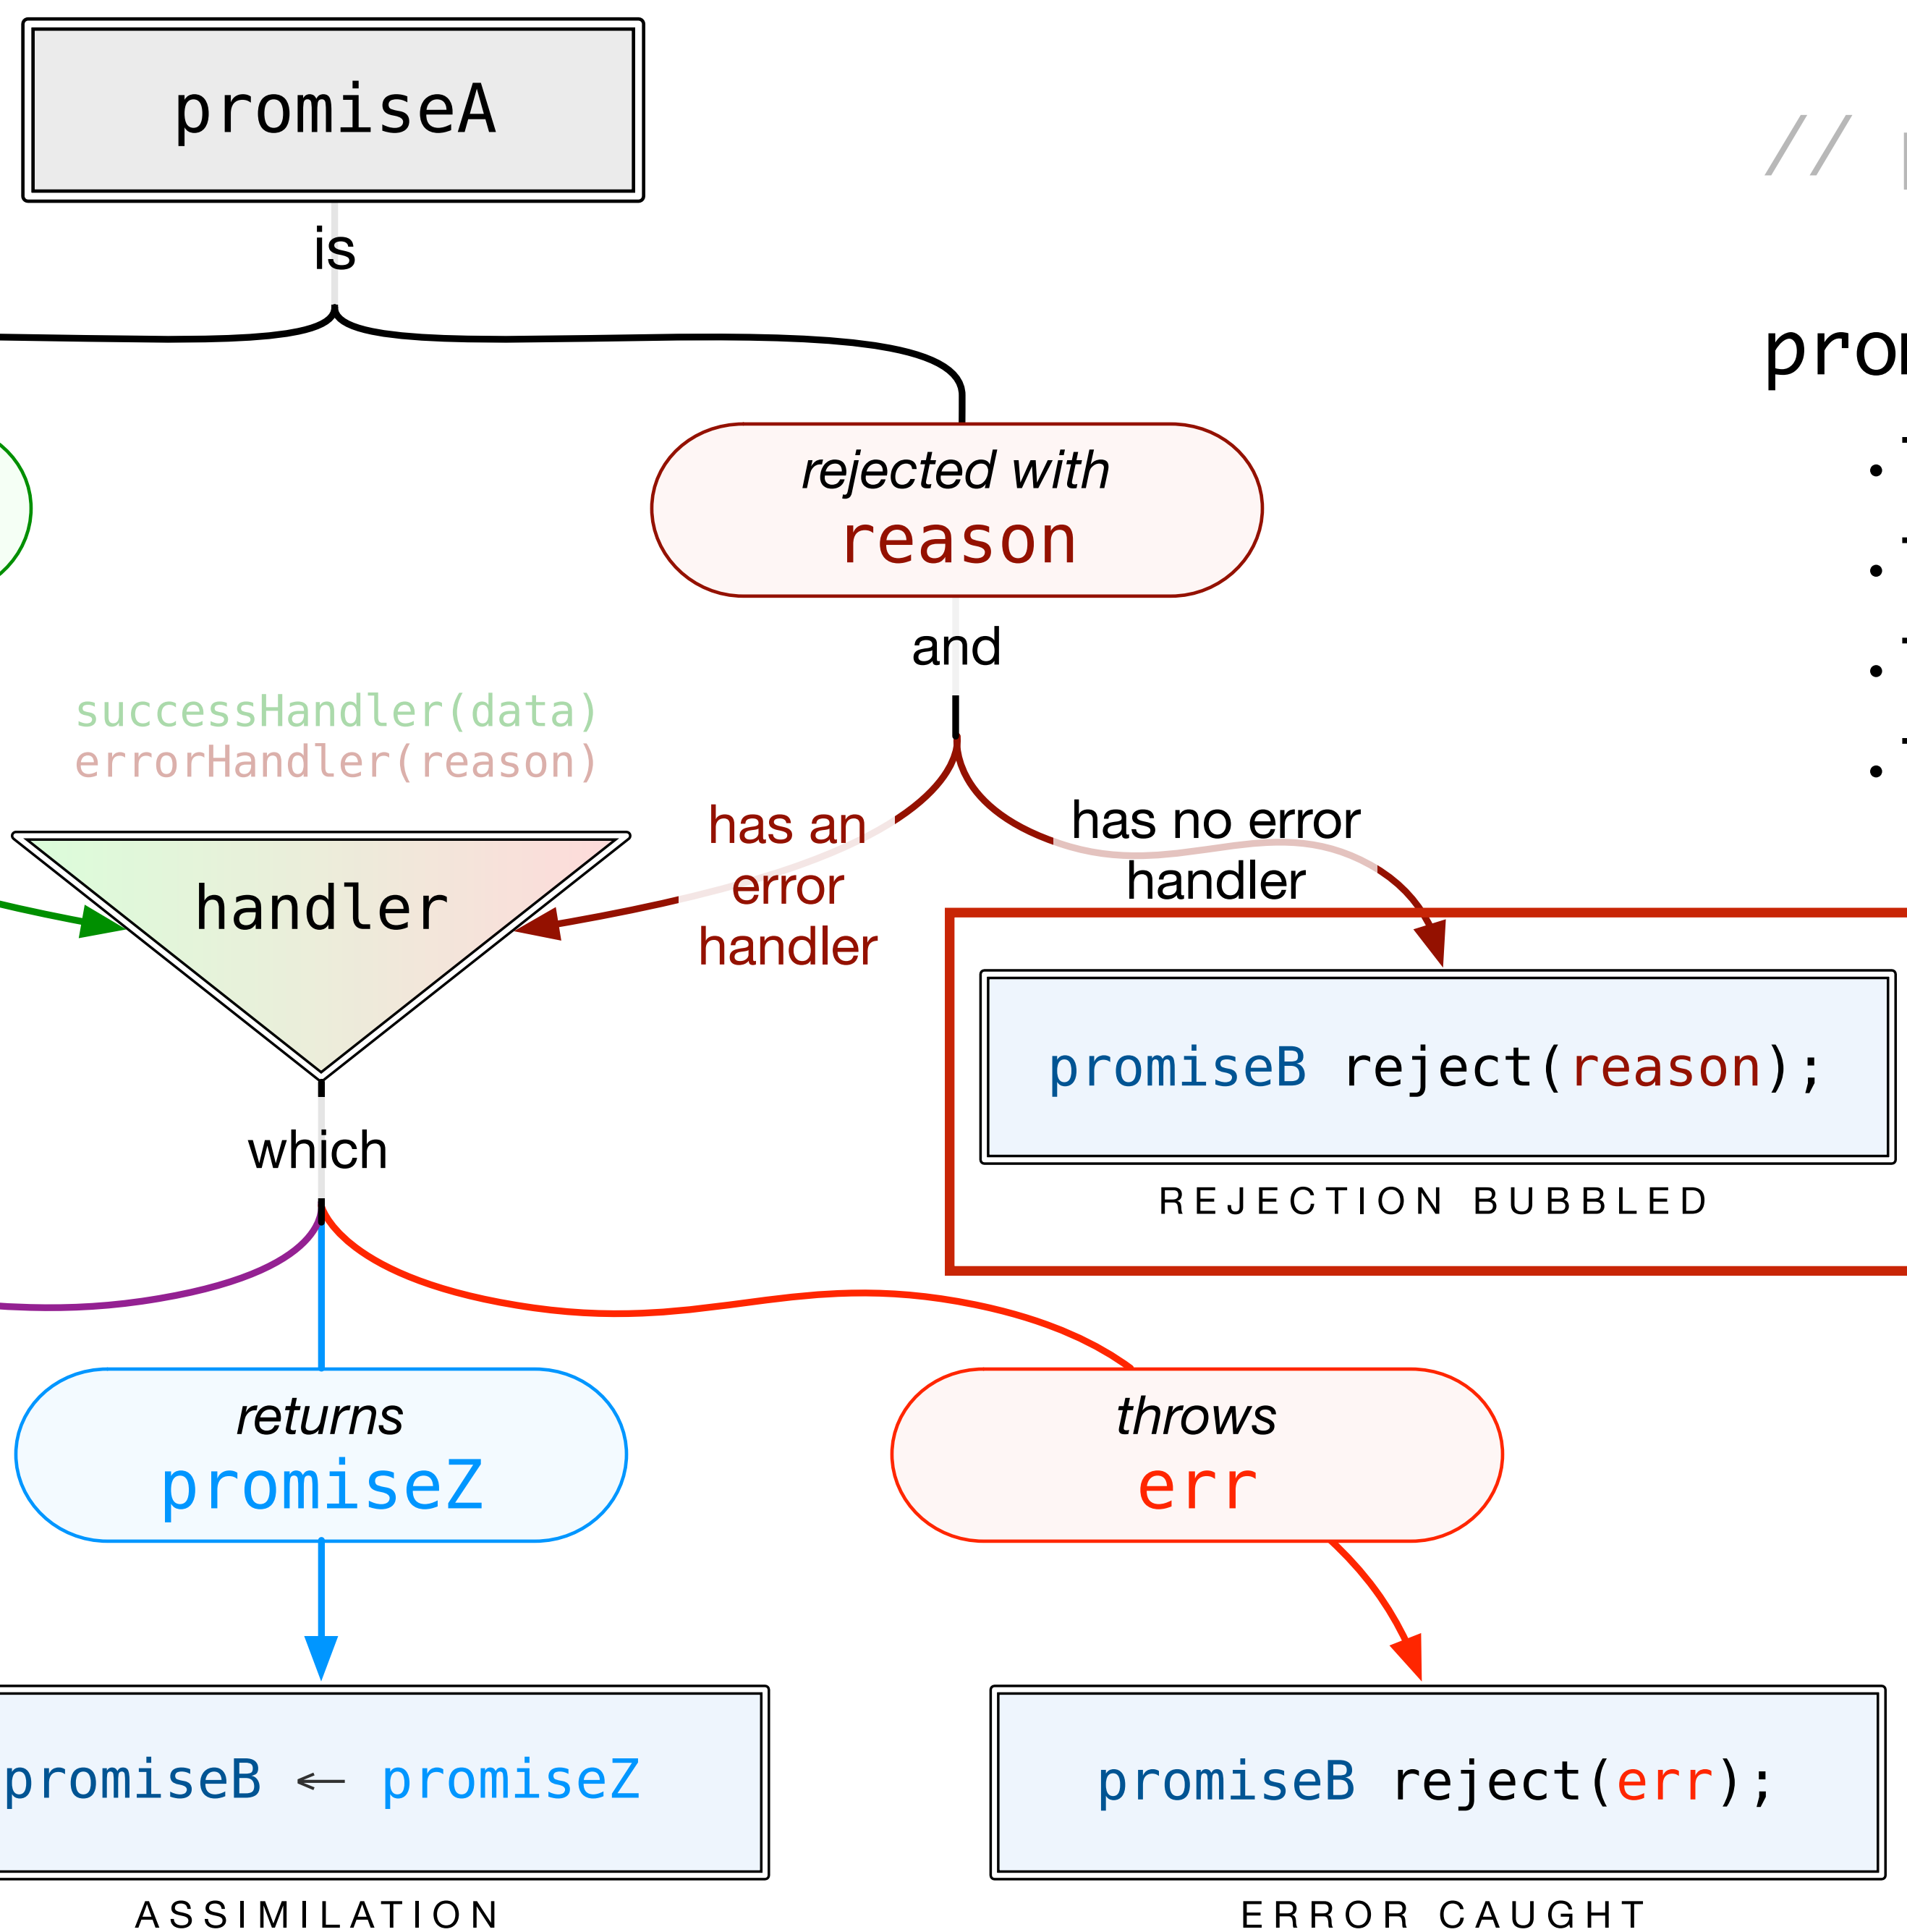 promiseA
//
is
rejected with
reason
and
successHandler(data)
errorHandler(reason)
has an
error
handler
has no error
handler
handler
promiseB reject(reason);
REJECTION BUBBLED
which
returns
promiseZ
throws
err
promiseB ← promiseZ
promiseB reject(err);
ASSIMILATION
ERROR CAUGHT